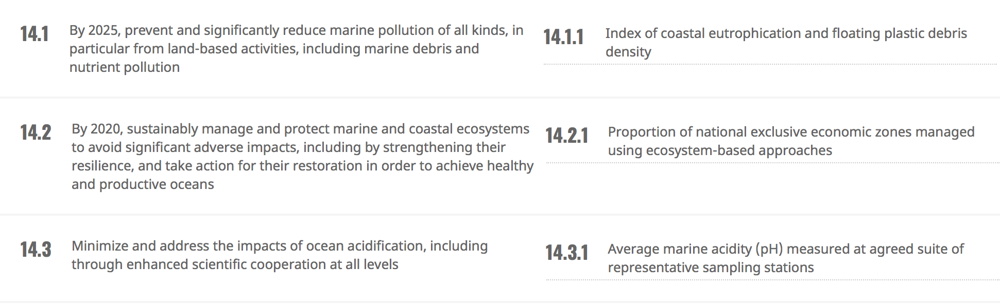 14.1
By 2025, prevent and significantly reduce marine pollution of all kinds, in
particular from land-based activities, including marine debris and
nutrient pollution
14.1.1
Index of coastal eutrophication and floating plastic debris
density
14.2
By 2020, sustainably manage and protect marine and coastal ecosystems
to avoid significant adverse impacts, including by strengthening their
resilience, and take action for their restoration in order to achieve healthy
and productive oceans
14.2.1
Proportion of national exclusive economic zones managed
using ecosystem-based approaches
14.3
Minimize and address the impacts of ocean acidification, including
through enhanced scientific cooperation at all levels
14.3.1
Average marine acidity (pH) measured at agreed suite of
representative sampling stations